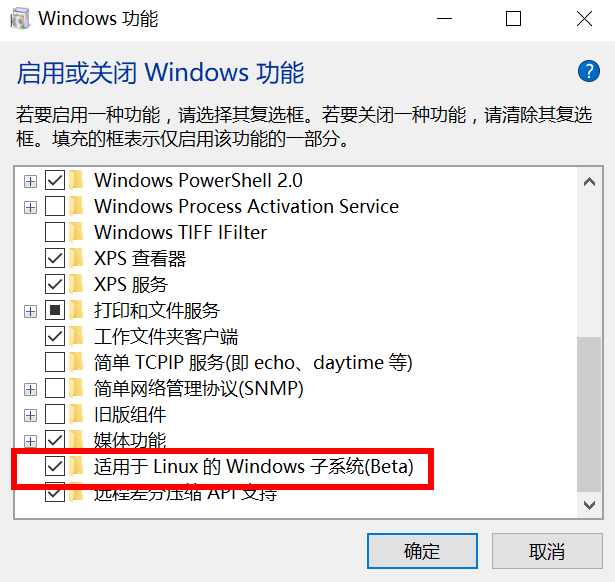 Windows 功能
启用或关闭 Windows 功能
?
若要启用一种功能，请选择其复选框。若要关闭一种功能，请清除其复选
框。填充的框表示仅启用该功能的一部分。
Windows PowerShell 2.0
Windows Process Activation Service
Windows TIFF IFilter
XPS 查看器
XPS 服务
打印和文件服务
工作文件夹客户端
简单 TCPIP 服务(即 echo、daytime 等)
简单网络管理协议(SNMP)
旧版组件
媒体功能
适用于 Linux 的 Windows 子系统(Beta)
远程差分压缩 API 支持
确定
取消